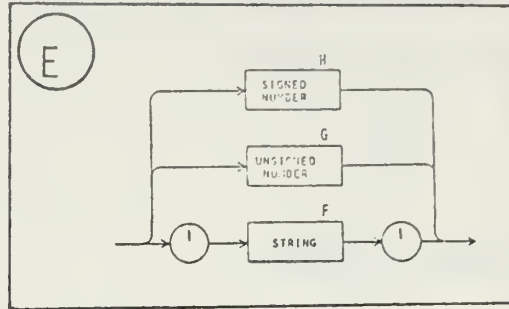 E
H
SIGNED
NUMBER
G
UNSIGNED
NUMBER
F
' STRING '